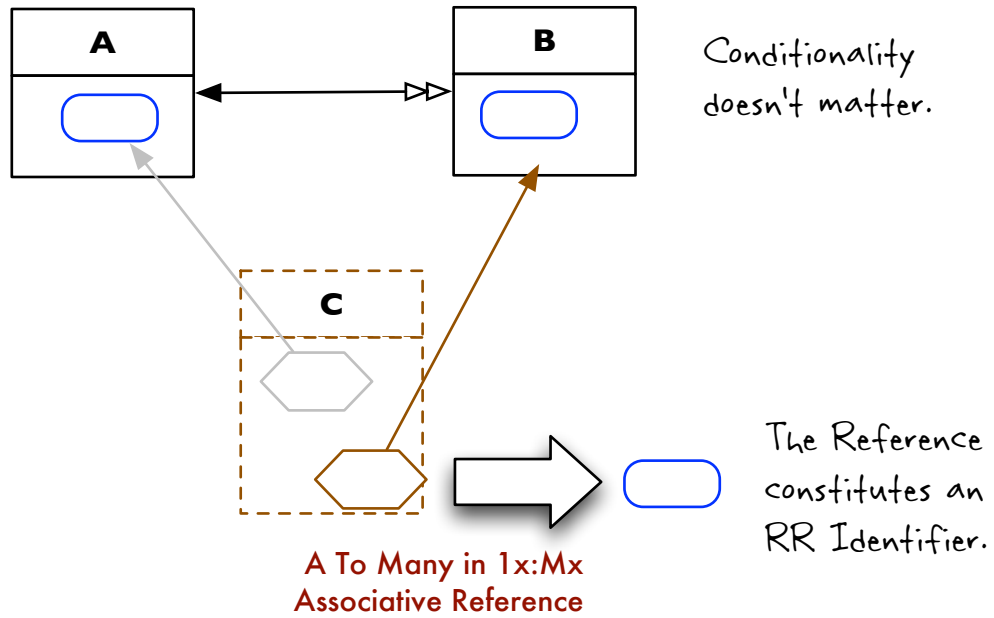 A
B
Conditionality
doesn't matter.
C
The Reference
constitutes an
RR Identifier.
A To Many in 1x:Mx
Associative Reference